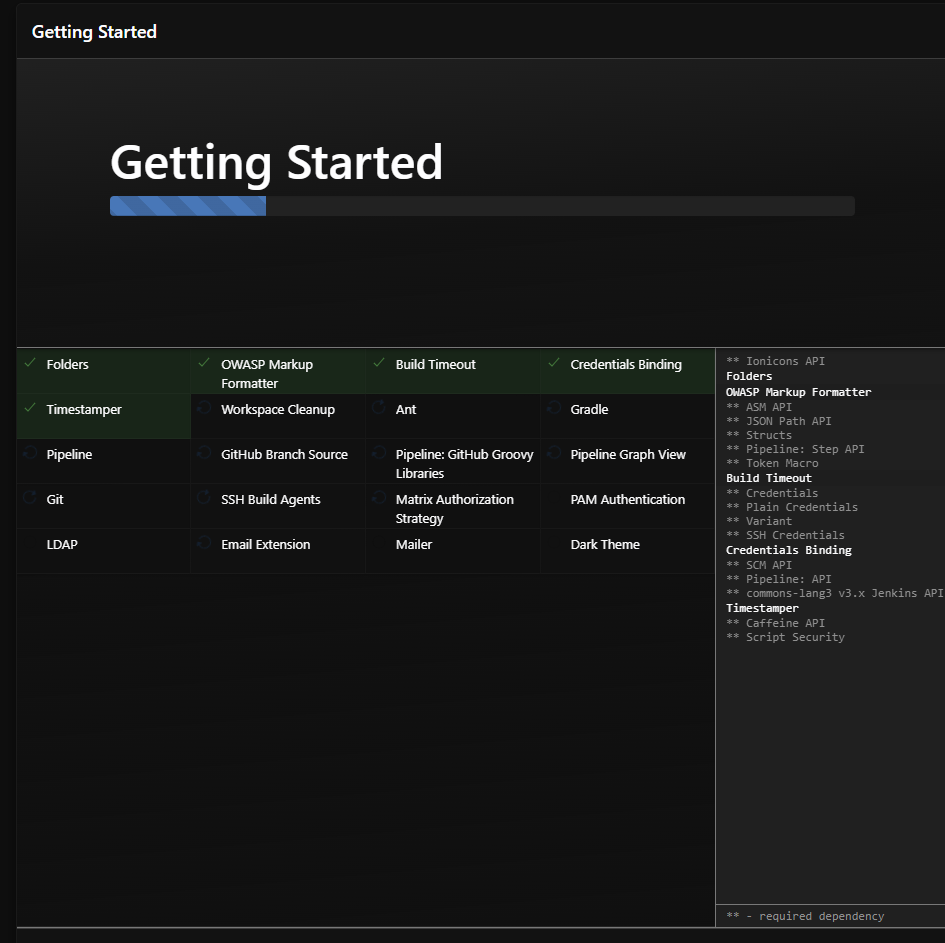 Getting Started
Getting Started
Folders
OWASP Markup
Formatter
Build Timeout
Credentials Binding
Timestamper
Workspace Cleanup
Ant
Gradle
Pipeline
GitHub Branch Source
Pipeline: GitHub Groovy
Libraries
Pipeline Graph View
Git
SSH Build Agents
Matrix Authorization
Strategy
PAM Authentication
LDAP
Email Extension
Mailer
Dark Theme
** Ionicons API
Folders
OWASP Markup Formatter
** ASM API
** JSON Path API
** Structs
** Pipeline: Step API
** Token Macro
Build Timeout
** Credentials
** Plain Credentials
** Variant
** SSH Credentials
Credentials Binding
** SCM API
** Pipeline: API
** commons-lang3 v3.x Jenkins API
Timestamper
** Caffeine API
** Script Security
** - required dependency